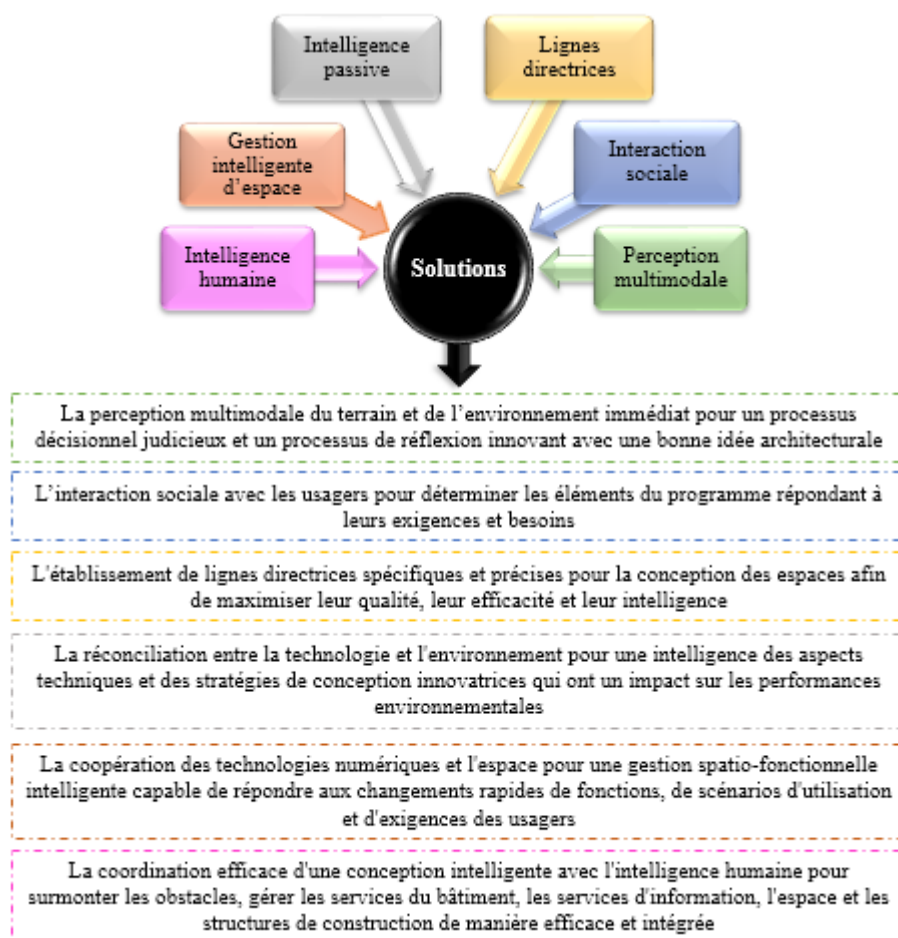 Intelligence
passive
Lignes
directrices
Gestion
intelligente
d’espace
Interaction
sociale
Intelligence
humaine
Solutions
Perception
multimodale
La perception multimodale du terrain et de l’environnement immédiat pour un processus
décisionnel judicieux et un processus de réflexion innovant avec une bonne idée architecturale
L’interaction sociale avec les usagers pour déterminer les éléments du programme répondant à
leurs exigences et besoins
L'établissement de lignes directrices spécifiques et précises pour la conception des espaces afin
de maximiser leur qualité, leur efficacité et leur intelligence
La réconciliation entre la technologie et l'environnement pour une intelligence des aspects
techniques et des stratégies de conception innovatrices qui ont un impact sur les performances
environnementales
La coopération des technologies numériques et l'espace pour une gestion spatio-fonctionnelle
intelligente capable de répondre aux changements rapides de fonctions, de scénarios d'utilisation
et d'exigences des usagers
La coordination efficace d'une conception intelligente avec l'intelligence humaine pour
surmonter les obstacles, gérer les services du bâtiment, les services d'information, l'espace et les
structures de construction de manière efficace et intégrée